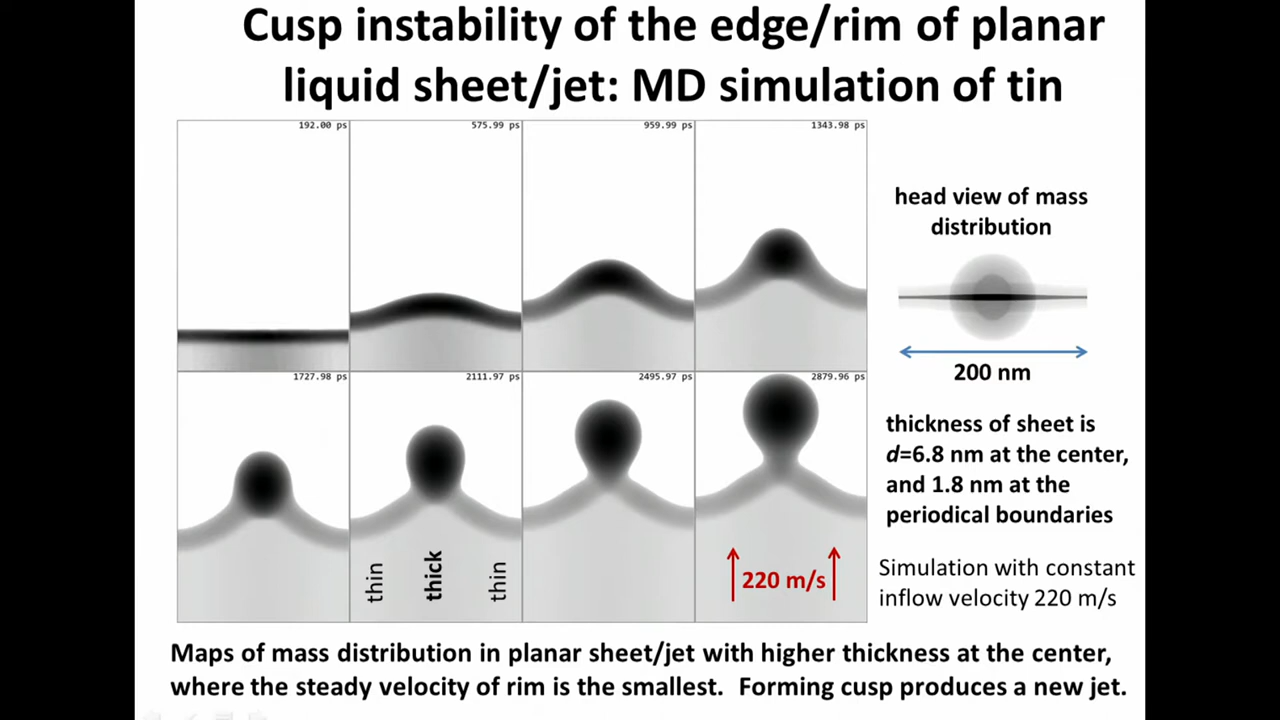 Cusp instability of the edge/rim of planar
liquid sheet/jet: MD simulation of tin
192.00 ps
575.99 ps
959.99 ps
1343.98 ps
head view of mass
distribution
200 nm
1727.98 ps
2111.97 ps
2495.97 ps
2879.96 ps
thickness of sheet is
d=6.8 nm at the center,
and 1.8 nm at the
periodical boundaries
thin
thick
thin
220 m/s
Simulation with constant
inflow velocity 220 m/s
Maps of mass distribution in planar sheet/jet with higher thickness at the center,
where the steady velocity of rim is the smallest. Forming cusp produces a new jet.